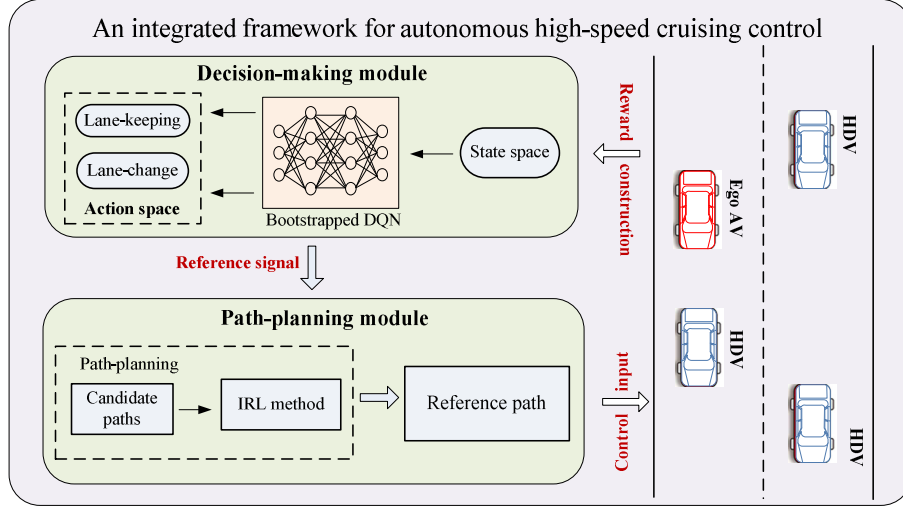 An integrated framework for autonomous high-speed cruising control
Decision-making module
Lane-keeping
Lane-change
Action space
Bootstrapped DQN
State space
Reward construction
Reference signal
Path-planning module
Path-planning
Candidate
paths
IRL method
Reference path
Control input
Ego AV
HDV
HDV
HDV